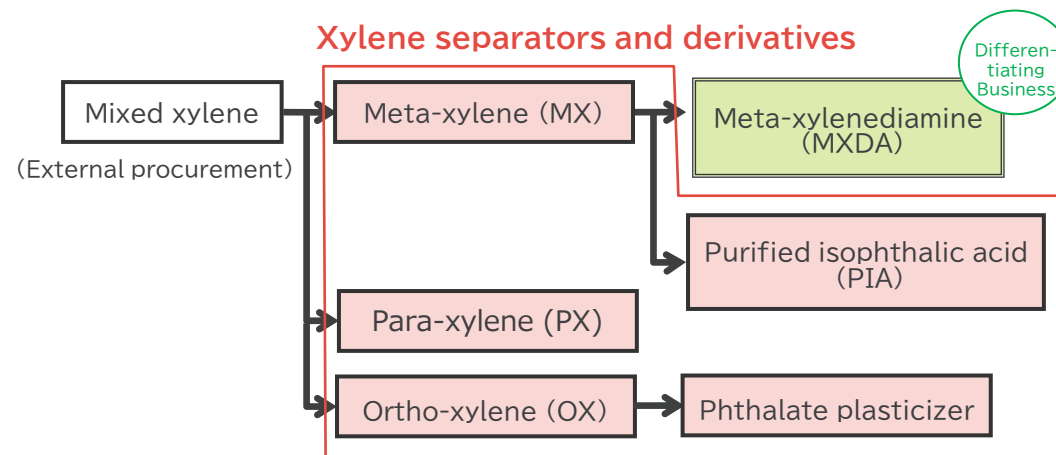 Xylene separators and derivatives
Differen-
tiating
Business
Mixed xylene
(External procurement)
Meta-xylene (MX)
Meta-xylenediamine
(MXDA)
Purified isophthalic acid
(PIA)
Para-xylene (PX)
Ortho-xylene (OX)
Phthalate plasticizer